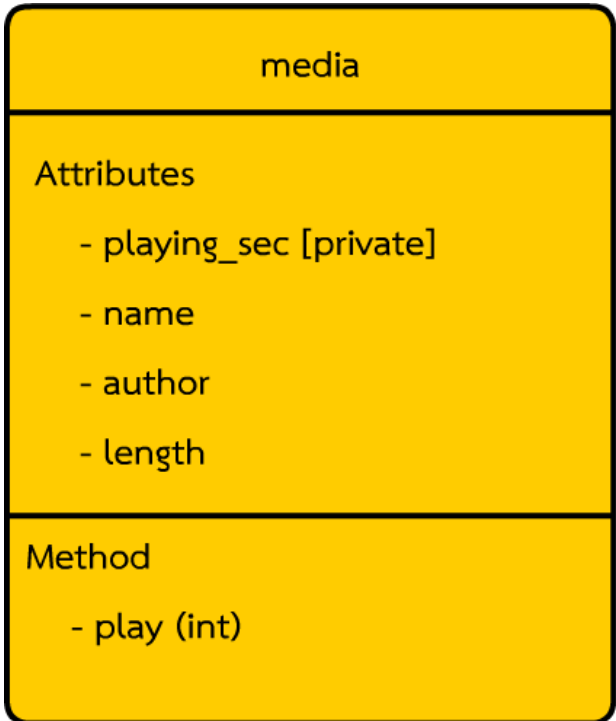 media
Attributes
- playing_sec [private]
- name
- author
- length
Method
- play (int)